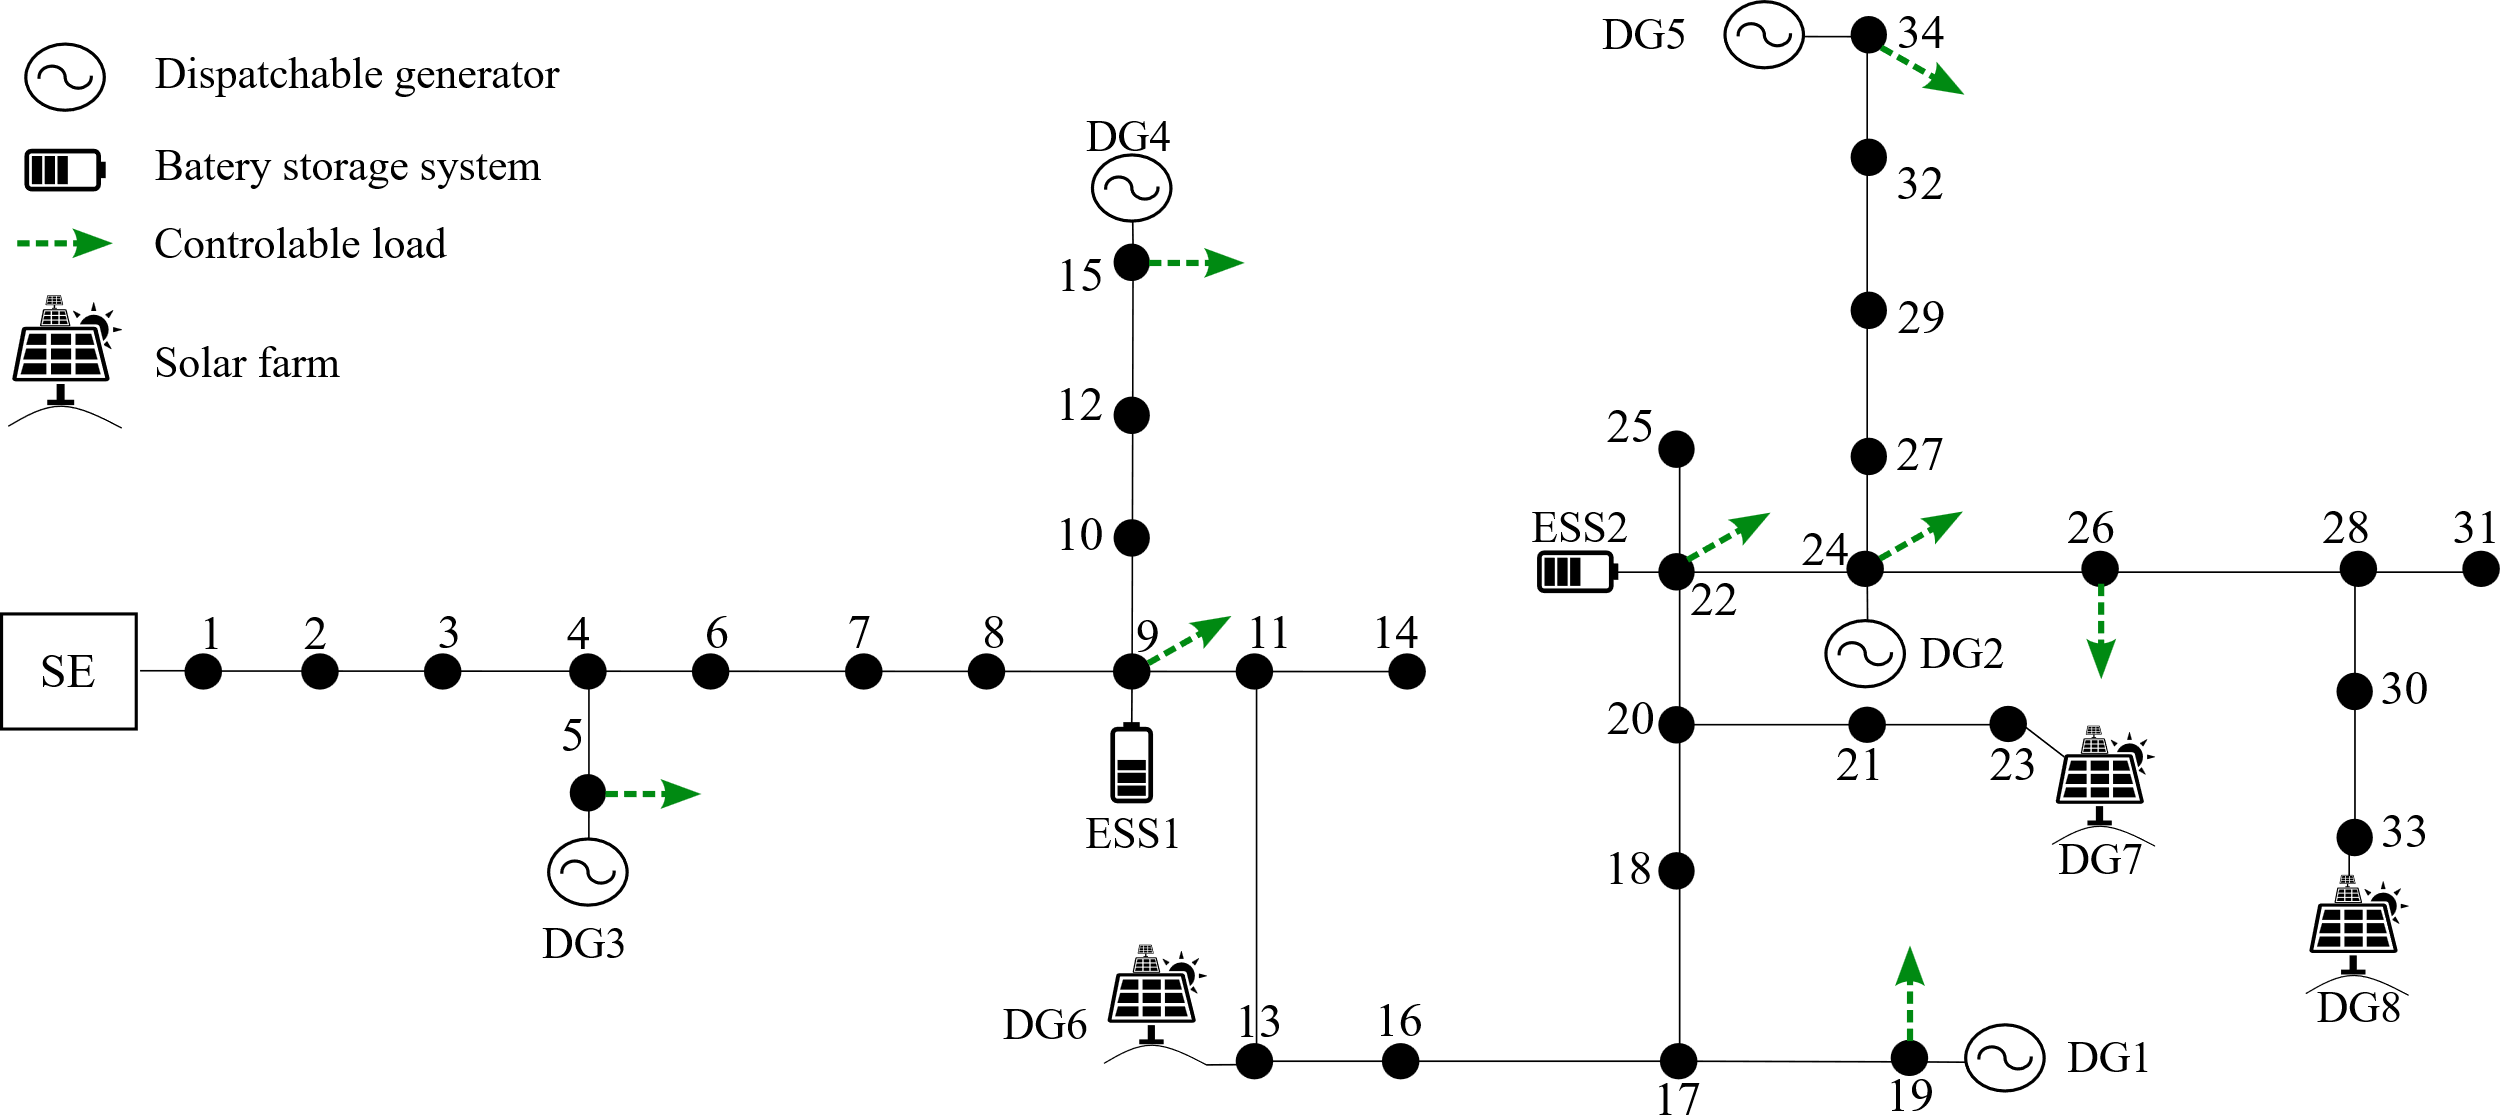 Dispatchable generator
Batery storage system
Controlable load
Solar farm
DG5
34
32
29
27
DG4
15
12
10
25
ESS2
22
24
26
28
31
DG2
SE
1
2
3
4
6
7
8
9
11
14
5
DG3
ESS1
20
21
23
DG7
30
33
DG8
18
DG6
13
16
17
19
DG1